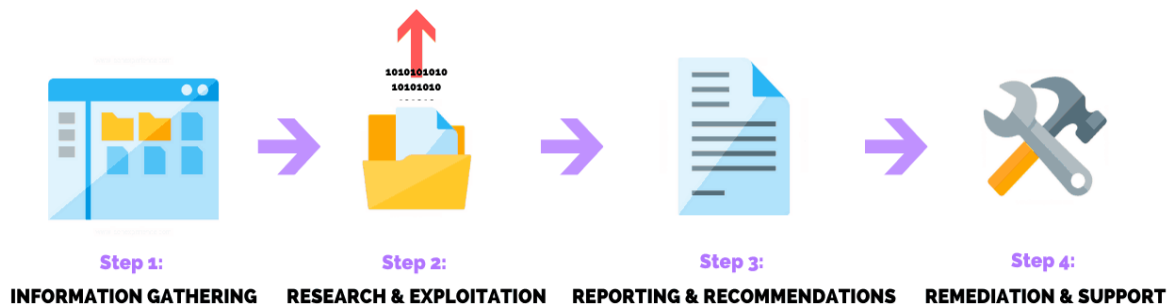 1010101010
10101010
Step 1:
INFORMATION GATHERING
Step 2:
RESEARCH & EXPLOITATION
Step 3:
REPORTING & RECOMMENDATIONS
Step 4:
REMEDIATION & SUPPORT